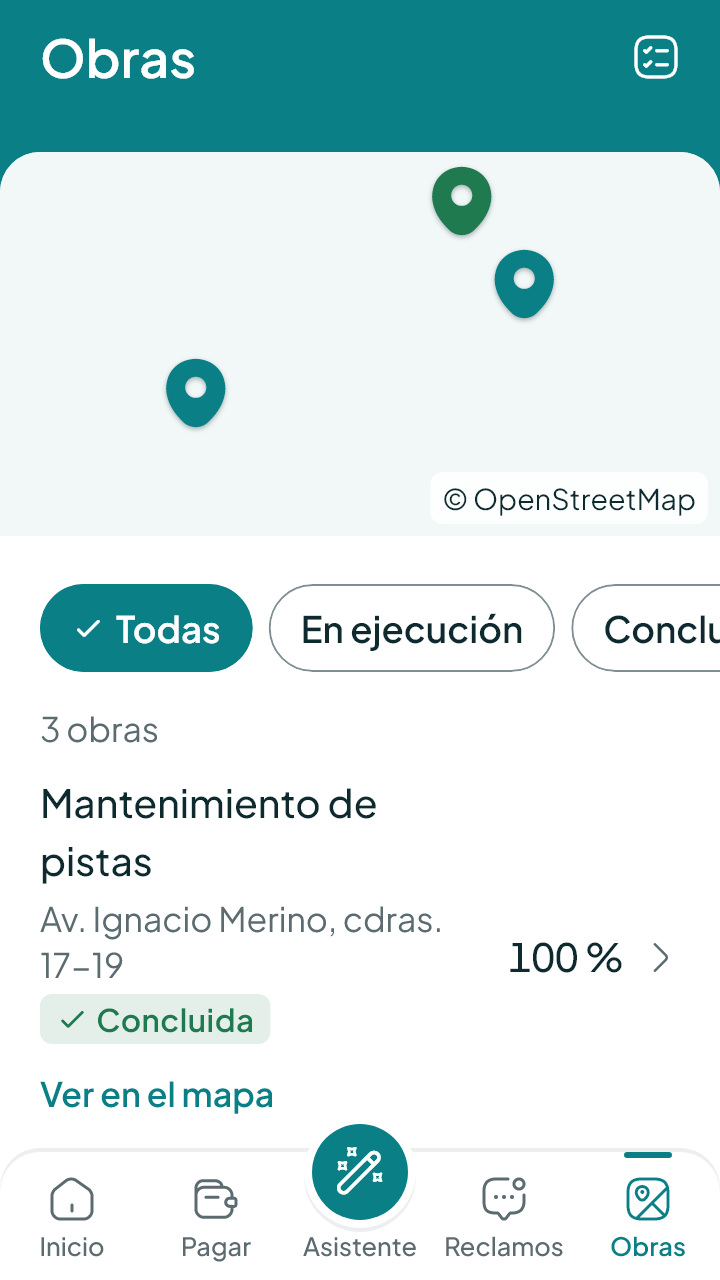 Obras
© OpenStreetMap
Todas
En ejecución
Conclu
3 obras
Mantenimiento de
pistas
Av. Ignacio Merino, cdras.
17–19
100 %
Concluida
Ver en el mapa
Inicio
Pagar
Asistente
Reclamos
Obras